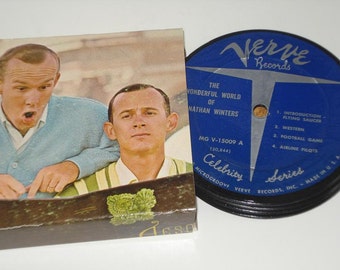 VERVE
Records
THE
WONDERFUL WORLD
OF
NATHAN WINTERS
MG V-15009 A
1. INTRODUCTION
FLYING SAUCER
2. WESTERN
3. FOOTBALL GAME
4. AIRLINE PILOTS
Celebrity Series
MICROGROOVE VERVE RECORDS, INC. - MADE IN U.S.A.